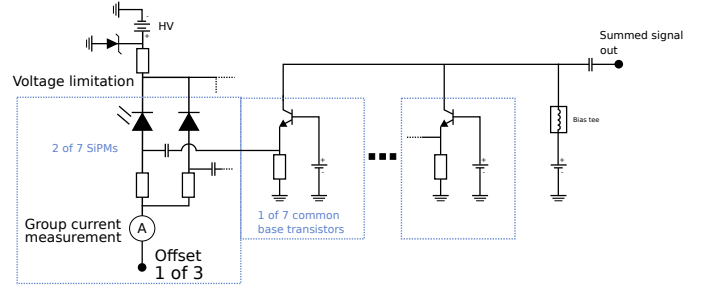 HV
Summed signal
out
Voltage limitation
Bias tee
2 of 7 SiPMs
1 of 7 common
base transistors
Group current
measurement
A
Offset
1 of 3